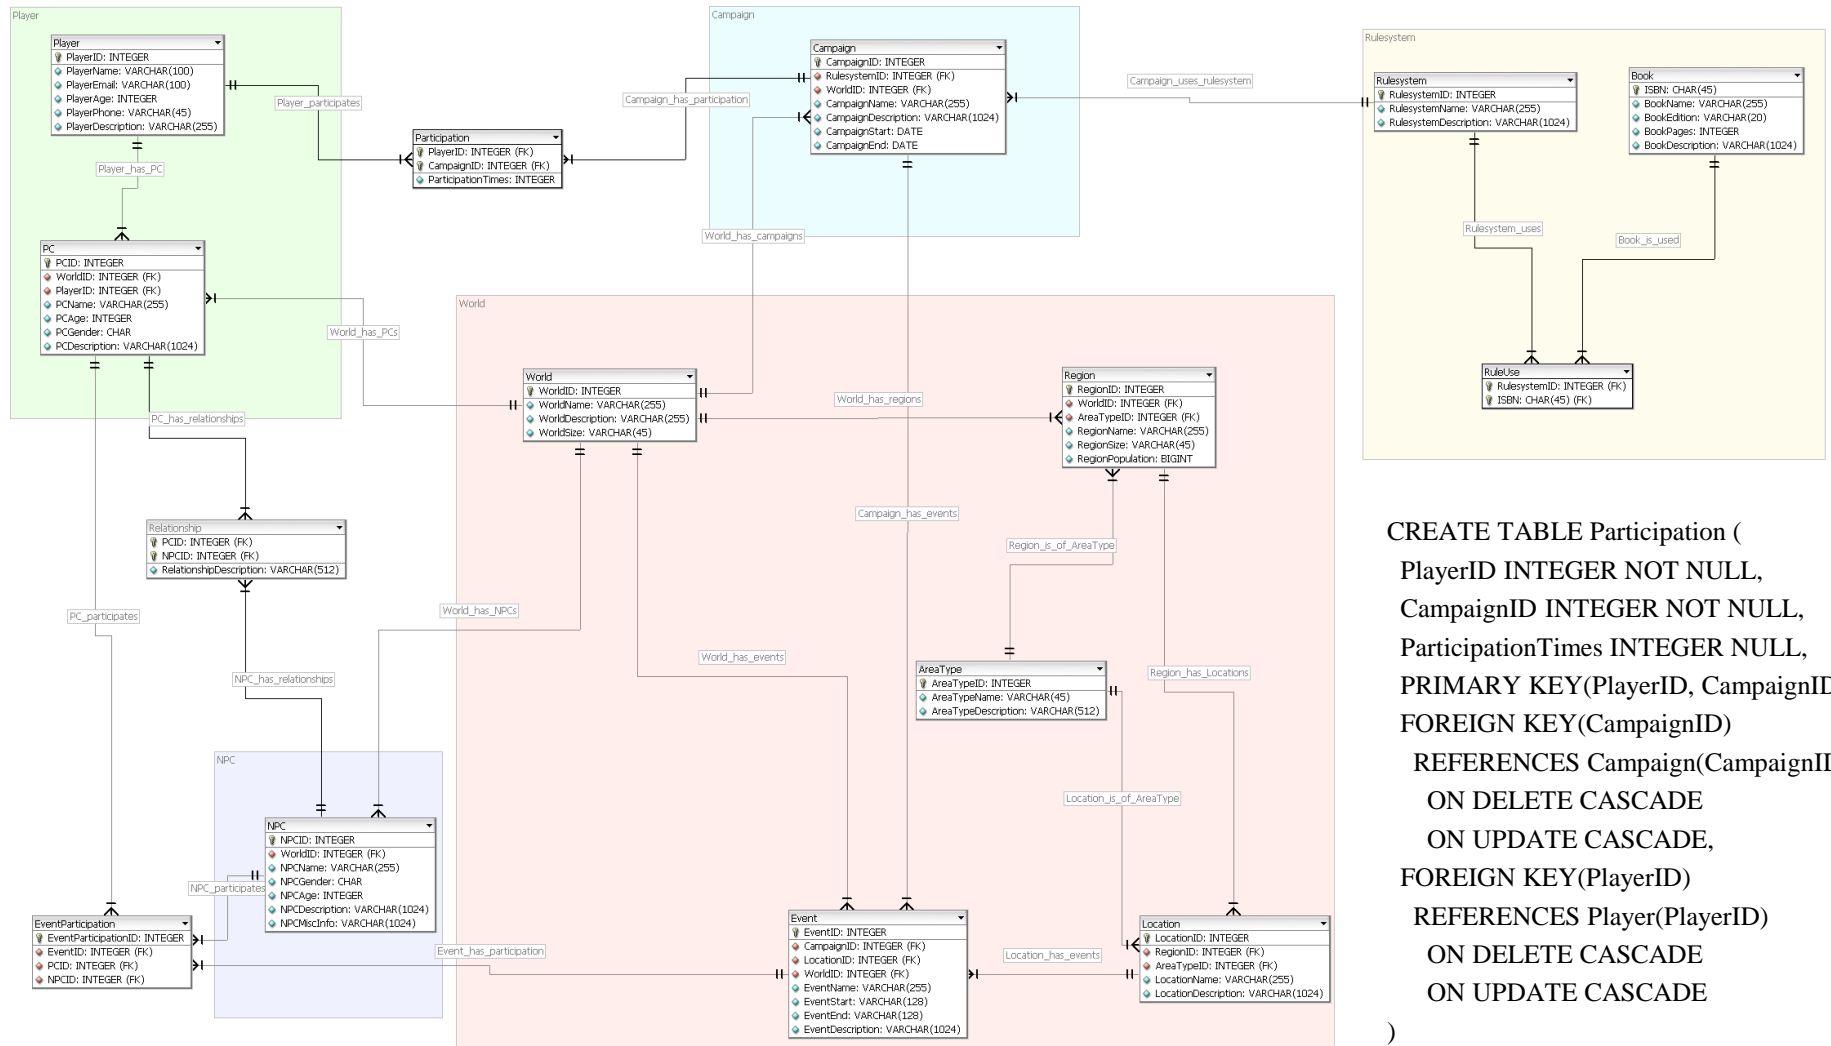 Player
Player
PlayerID: INTEGER
PlayerName: VARCHAR(100)
PlayerEmail: VARCHAR(100)
PlayerAge: INTEGER
PlayerPhone: VARCHAR(45)
PlayerDescription: VARCHAR(255)
Player_participates
Player_has_PC
PC
PCID: INTEGER
WorldID: INTEGER (FK)
PlayerID: INTEGER (FK)
PCName: VARCHAR(255)
PCAge: INTEGER
PCGender: CHAR
PCDescription: VARCHAR(1024)
Participation
PlayerID: INTEGER (FK)
CampaignID: INTEGER (FK)
ParticipationTimes: INTEGER
Campaign_has_participation
Campaign
Campaign
CampaignID: INTEGER
RulesystemID: INTEGER (FK)
WorldID: INTEGER (FK)
CampaignName: VARCHAR(255)
CampaignDescription: VARCHAR(1024)
CampaignStart: DATE
CampaignEnd: DATE
Campaign_uses_rulesystem
World_has_campaigns
Rulesystem
Rulesystem
RulesystemID: INTEGER
RulesystemName: VARCHAR(255)
RulesystemDescription: VARCHAR(1024)
Book
ISBN: CHAR(45)
BookName: VARCHAR(255)
BookEdition: VARCHAR(20)
BookPages: INTEGER
BookDescription: VARCHAR(1024)
Rulesystem_uses
Book_is_used
RuleUse
RulesystemID: INTEGER (FK)
ISBN: CHAR(45) (FK)
World_has_PCs
World
World
WorldID: INTEGER
WorldName: VARCHAR(255)
WorldDescription: VARCHAR(255)
WorldSize: VARCHAR(45)
World_has_regions
Region
RegionID: INTEGER
WorldID: INTEGER (FK)
AreaTypeID: INTEGER (FK)
RegionName: VARCHAR(255)
RegionSize: VARCHAR(45)
RegionPopulation: BIGINT
PC_has_relationships
Relationship
PCID: INTEGER (FK)
NPCID: INTEGER (FK)
RelationshipDescription: VARCHAR(512)
Campaign_has_events
Region_is_of_AreaType
PC_participates
World_has_NPCs
World_has_events
NPC_has_relationships
AreaType
AreaTypeID: INTEGER
AreaTypeName: VARCHAR(45)
AreaTypeDescription: VARCHAR(512)
Region_has_Locations
Location_is_of_AreaType
NPC
NPC
NPCID: INTEGER
WorldID: INTEGER (FK)
NPCName: VARCHAR(255)
NPCGender: CHAR
NPCAge: INTEGER
NPCDescription: VARCHAR(1024)
NPCMiscInfo: VARCHAR(1024)
NPC_participates
EventParticipation
EventParticipationID: INTEGER
EventID: INTEGER (FK)
PCID: INTEGER (FK)
NPCID: INTEGER (FK)
Event_has_participation
Event
EventID: INTEGER
CampaignID: INTEGER (FK)
LocationID: INTEGER (FK)
WorldID: INTEGER (FK)
EventName: VARCHAR(255)
EventStart: VARCHAR(128)
EventEnd: VARCHAR(128)
EventDescription: VARCHAR(1024)
Location_has_events
Location
LocationID: INTEGER
RegionID: INTEGER (FK)
AreaTypeID: INTEGER (FK)
LocationName: VARCHAR(255)
LocationDescription: VARCHAR(1024)
CREATE TABLE Participation (
PlayerID INTEGER NOT NULL,
CampaignID INTEGER NOT NULL,
ParticipationTimes INTEGER NULL,
PRIMARY KEY(PlayerID, CampaignID
FOREIGN KEY(CampaignID)
REFERENCES Campaign(CampaignID
ON DELETE CASCADE
ON UPDATE CASCADE,
FOREIGN KEY(PlayerID)
REFERENCES Player(PlayerID)
ON DELETE CASCADE
ON UPDATE CASCADE
)